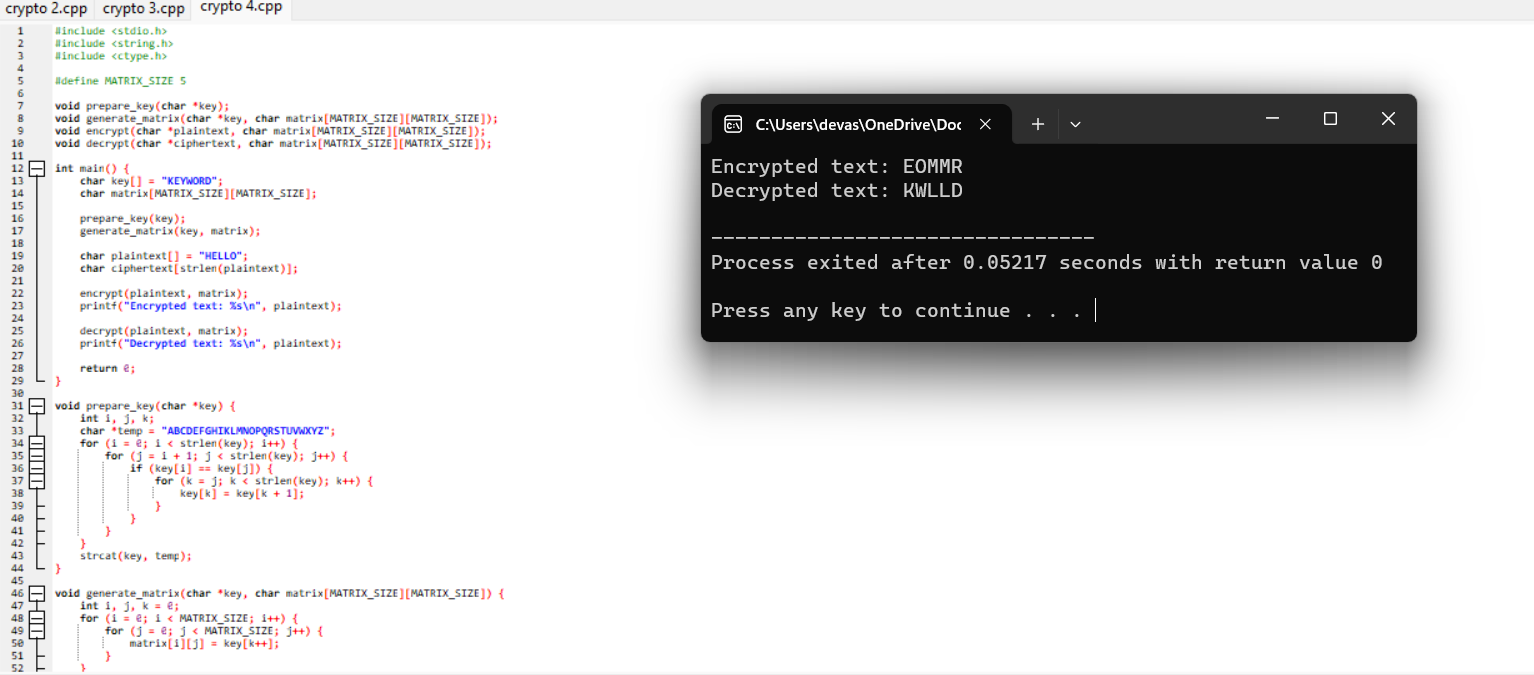 crypto 2.cpp crypto 3.cpp crypto 4.cpp
1 #include <stdio.h>
2 #include <string.h>
3 #include <ctype.h>
4
5 #define MATRIX_SIZE 5
6
7 void prepare_key(char *key);
8 void generate_matrix(char *key, char matrix[MATRIX_SIZE][MATRIX_SIZE]);
9 void encrypt(char *plaintext, char matrix[MATRIX_SIZE][MATRIX_SIZE]);
10 void decrypt(char *ciphertext, char matrix[MATRIX_SIZE][MATRIX_SIZE]);
11
12 int main() {
13 char key[] = "KEYWORD";
14 char matrix[MATRIX_SIZE][MATRIX_SIZE];
15
16 prepare_key(key);
17 generate_matrix(key, matrix);
18
19 char plaintext[] = "HELLO";
20 char ciphertext[strlen(plaintext)];
21
22 encrypt(plaintext, matrix);
23 printf("Encrypted text: %s\n", plaintext);
24
25 decrypt(plaintext, matrix);
26 printf("Decrypted text: %s\n", plaintext);
27
28 return 0;
29 }
30
31 void prepare_key(char *key) {
32 int i, j, k;
33 char *temp = "ABCDEFGHIKLMNOPQRSTUVWXYZ";
34 for (i = 0; i < strlen(key); i++) {
35 for (j = i + 1; j < strlen(key); j++) {
36 if (key[i] == key[j]) {
37 for (k = j; k < strlen(key); k++) {
38 key[k] = key[k + 1];
39 }
40 }
41 }
42 }
43 strcat(key, temp);
44 }
45
46 void generate_matrix(char *key, char matrix[MATRIX_SIZE][MATRIX_SIZE]) {
47 int i, j, k = 0;
48 for (i = 0; i < MATRIX_SIZE; i++) {
49 for (j = 0; j < MATRIX_SIZE; j++) {
50 matrix[i][j] = key[k++];
51 }
52 }
C:\Users\devas\OneDrive\Doc
Encrypted text: EOMMR
Decrypted text: KWLLD
--------------------------------
Process exited after 0.05217 seconds with return value 0
Press any key to continue . . .